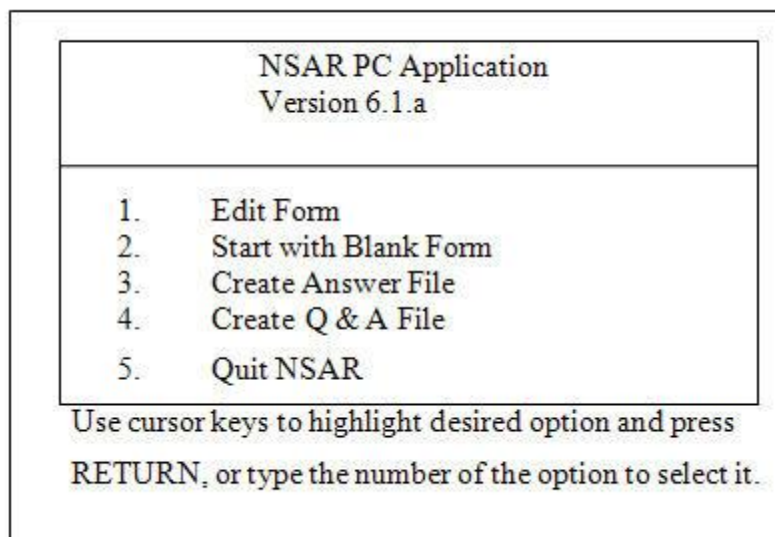 NSAR PC Application
Version 6.1.a
1. Edit Form
2. Start with Blank Form
3. Create Answer File
4. Create Q & A File
5. Quit NSAR
Use cursor keys to highlight desired option and press
RETURN, or type the number of the option to select it.